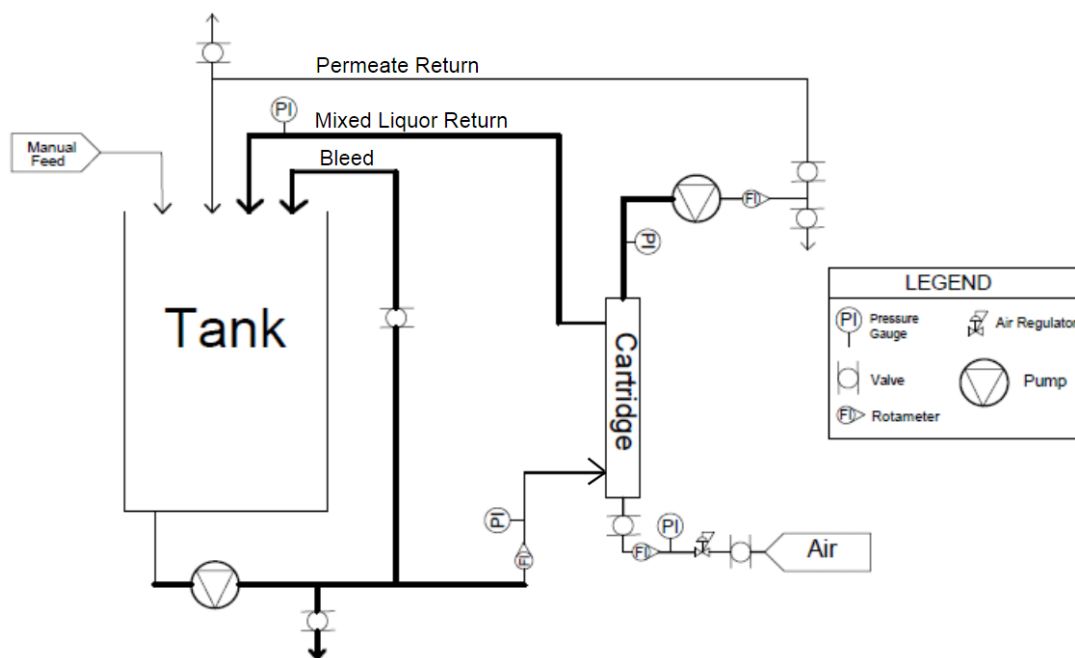 Permeate Return
PI
Mixed Liquor Return
Manual
Feed
Bleed
FI
PI
Tank
Cartridge
LEGEND
PI
Pressure
Gauge
Air Regulator
Valve
Pump
FI
Rotameter
PI
FI
PI
FI
Air